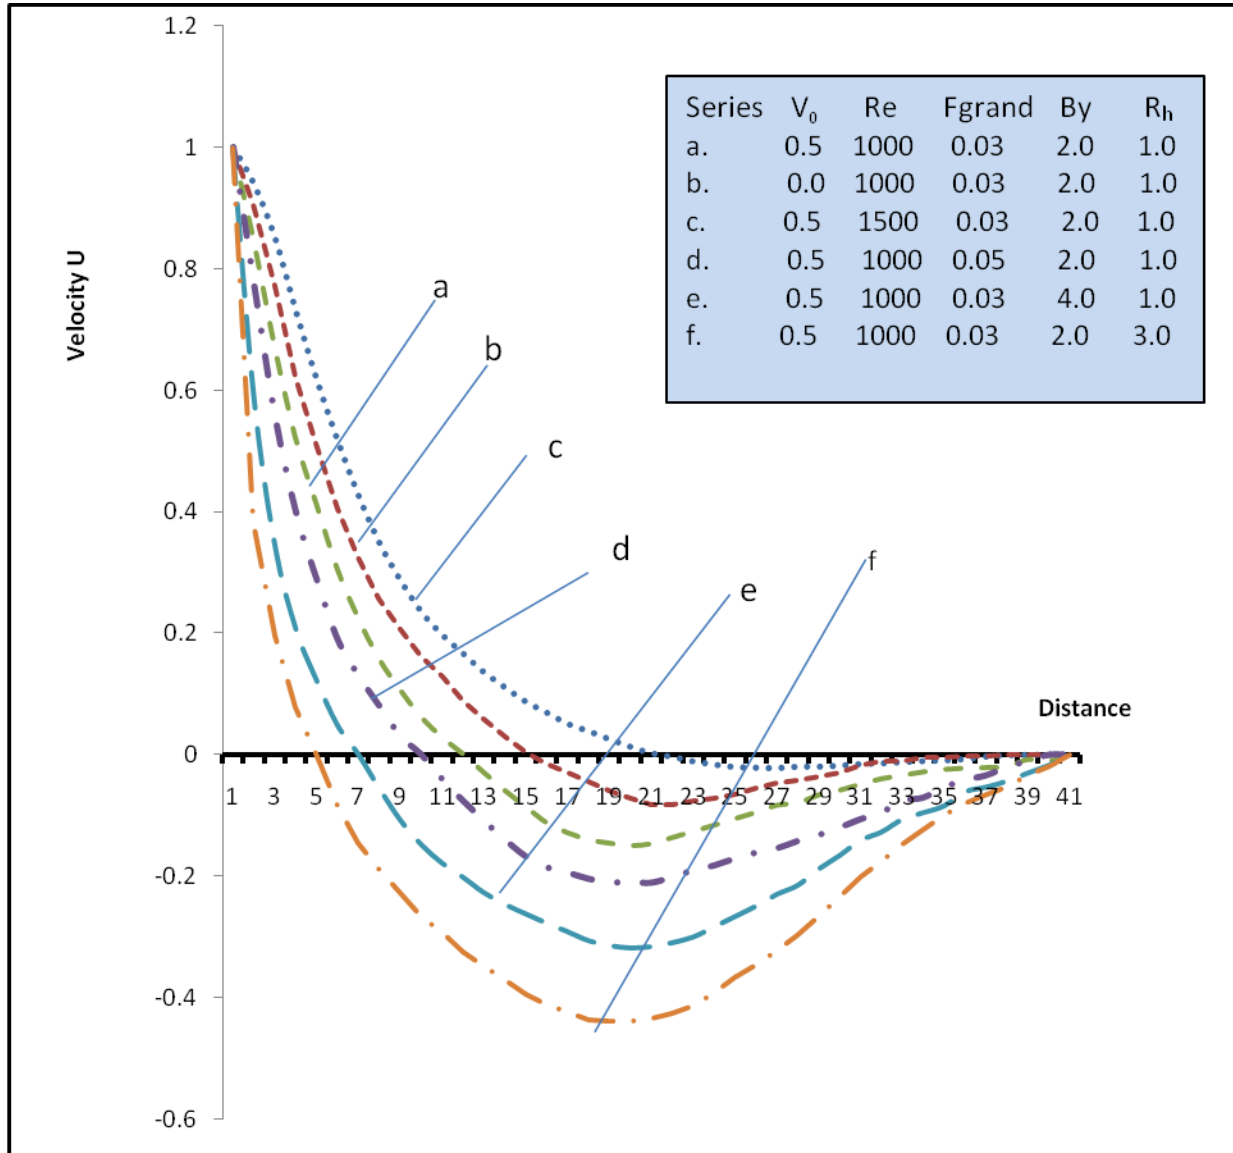 1.2
1
0.8
0.6
0.4
0.2
0
-0.2
-0.4
-0.6
Velocity U
Series V₀ Re Fgrand By Rₕ
a. 0.5 1000 0.03 2.0 1.0
b. 0.0 1000 0.03 2.0 1.0
c. 0.5 1500 0.03 2.0 1.0
d. 0.5 1000 0.05 2.0 1.0
e. 0.5 1000 0.03 4.0 1.0
f. 0.5 1000 0.03 2.0 3.0
a
b
c
d
e
f
Distance
1 3 5 7 9 11 13 15 17 19 21 23 25 27 29 31 33 35 37 39 41